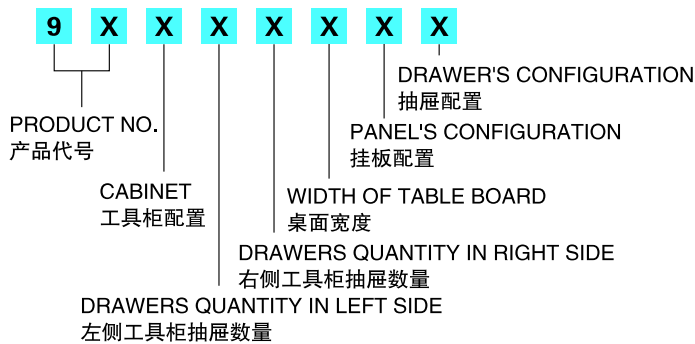 9 X X X X X X X
DRAWER'S CONFIGURATION
抽屉配置
PANEL'S CONFIGURATION
挂板配置
PRODUCT NO.
产品代号
CABINET
工具柜配置
WIDTH OF TABLE BOARD
桌面宽度
DRAWERS QUANTITY IN RIGHT SIDE
右侧工具柜抽屉数量
DRAWERS QUANTITY IN LEFT SIDE
左侧工具柜抽屉数量